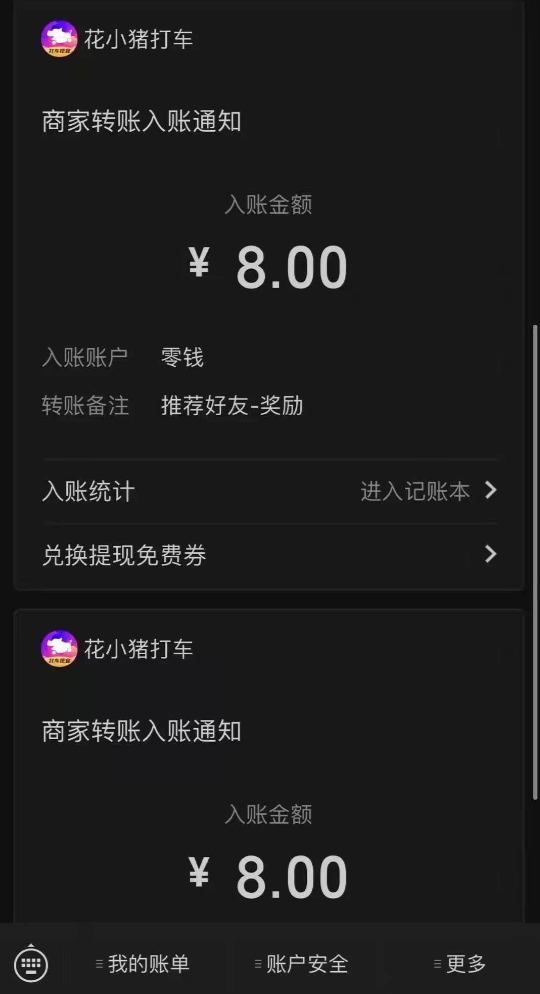 花小猪打车
商家转账入账通知
入账金额
¥ 8.00
入账账户 零钱
转账备注 推荐好友-奖励
入账统计 进入记账本
兑换提现免费券
花小猪打车
商家转账入账通知
入账金额
¥ 8.00
我的账单 账户安全 更多